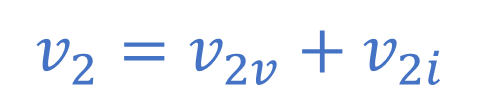 v₂ = v₂ᵥ + v₂ᵢ